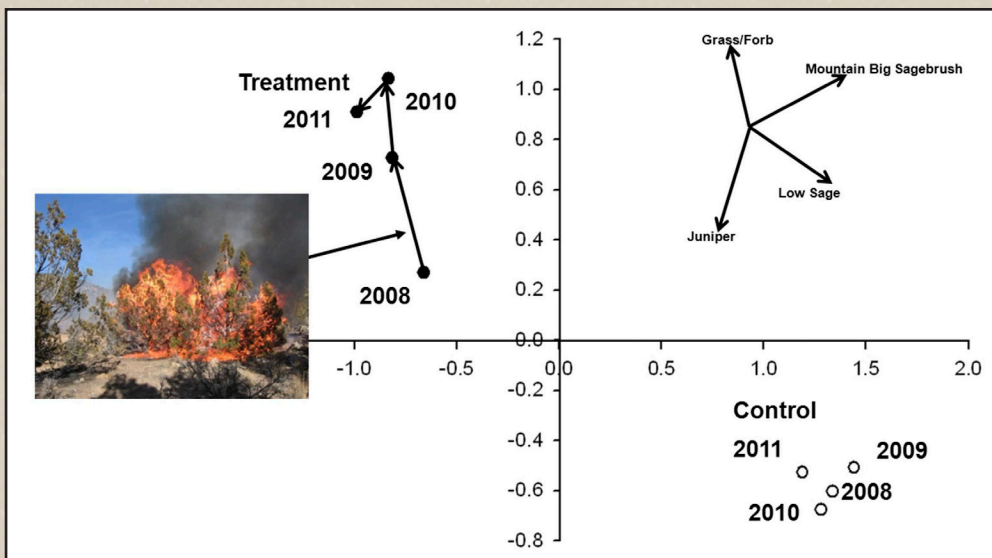 1.2
Grass/Forb
Mountain Big Sagebrush
Treatment
2010
1.0
2011
0.8
2009
0.6
Low Sage
0.4
Juniper
2008
0.2
0.0
-1.0 -0.5 0.0 0.5 1.0 1.5 2.0
-0.2
Control
-0.4
2011 2009
-0.6
2008
2010
-0.8